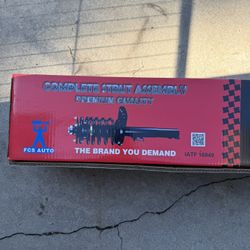 COMPLETE STRUT ASSEMBLY
PREMIUM QUALITY
FCS AUTO
THE BRAND YOU DEMAND
IATF 16949